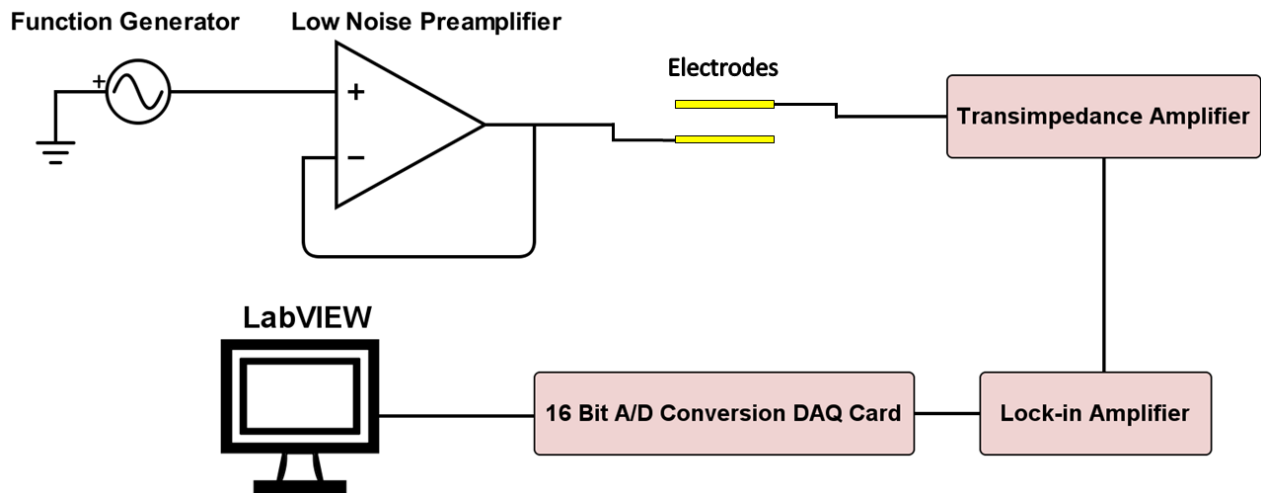 Function Generator
Low Noise Preamplifier
Electrodes
+
+
−
Transimpedance Amplifier
LabVIEW
16 Bit A/D Conversion DAQ Card
Lock-in Amplifier